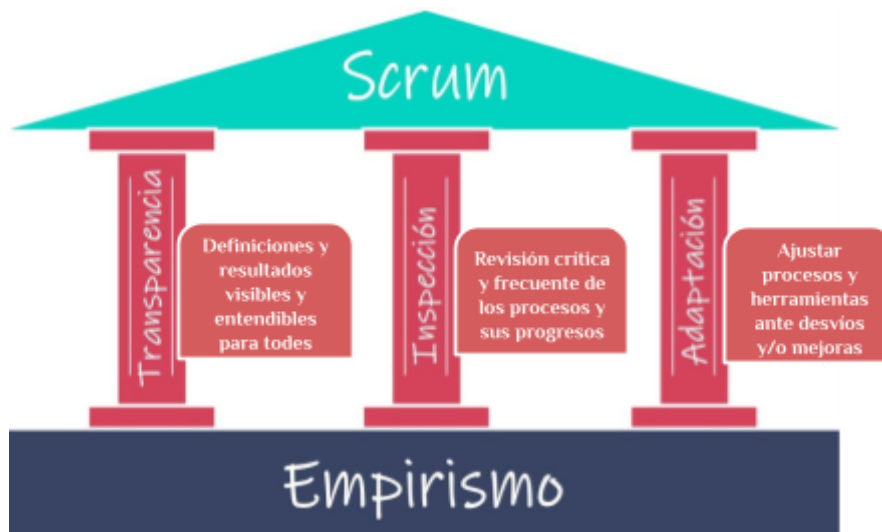 Scrum
Transparencia
Definiciones y
resultados
visibles y
entendibles
para todes
Inspección
Revisión crítica
y frecuente de
los procesos y
sus progresos
Adaptación
Ajustar
procesos y
herramientas
ante desvíos
y/o mejoras
Empirismo